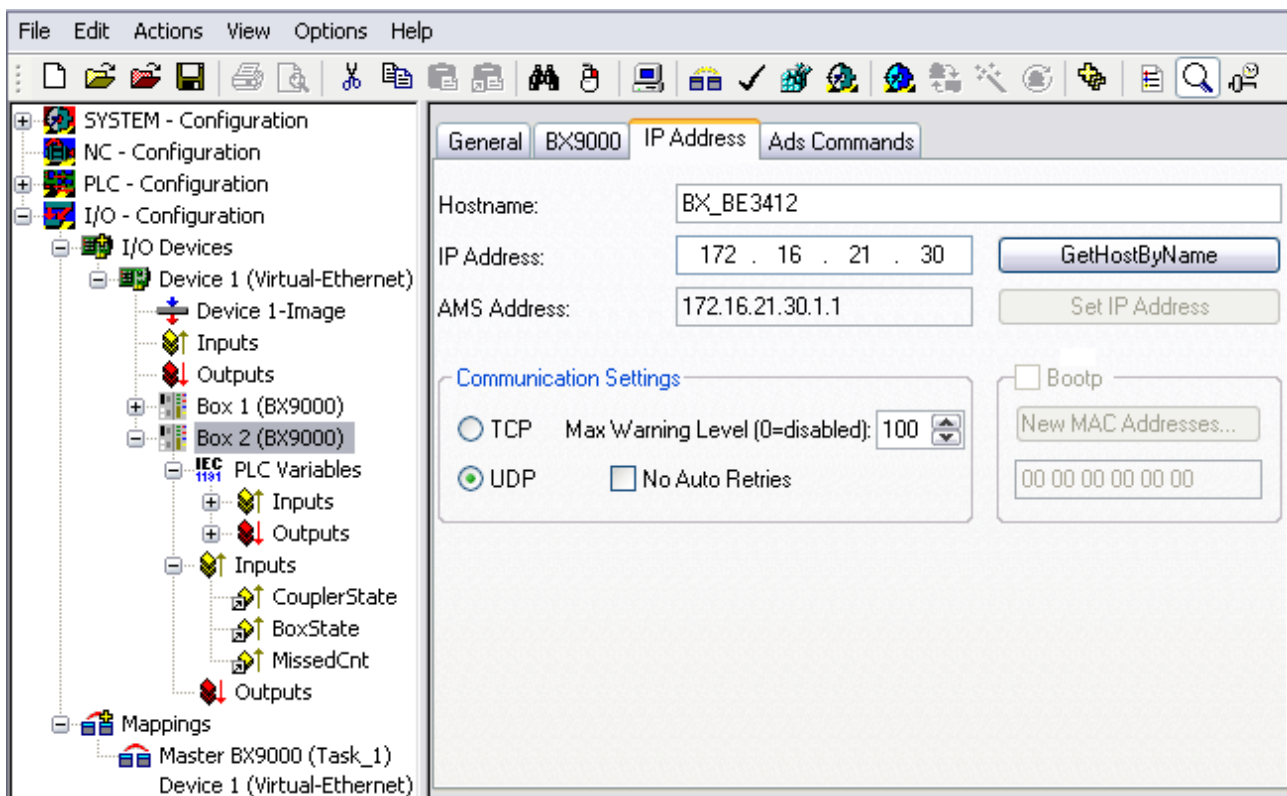 File Edit Actions View Options Help
SYSTEM - Configuration
NC - Configuration
PLC - Configuration
I/O - Configuration
I/O Devices
Device 1 (Virtual-Ethernet)
Device 1-Image
Inputs
Outputs
Box 1 (BX9000)
Box 2 (BX9000)
IEC 1131 PLC Variables
Inputs
Outputs
Inputs
CouplerState
BoxState
MissedCnt
Outputs
Mappings
Master BX9000 (Task_1)
Device 1 (Virtual-Ethernet)
General BX9000 IP Address Ads Commands
Hostname: BX_BE3412
IP Address: 172 . 16 . 21 . 30 GetHostByName
AMS Address: 172.16.21.30.1.1 Set IP Address
Communication Settings
TCP Max Warning Level (0=disabled): 100
UDP No Auto Retries
Bootp
New MAC Addresses...
00 00 00 00 00 00